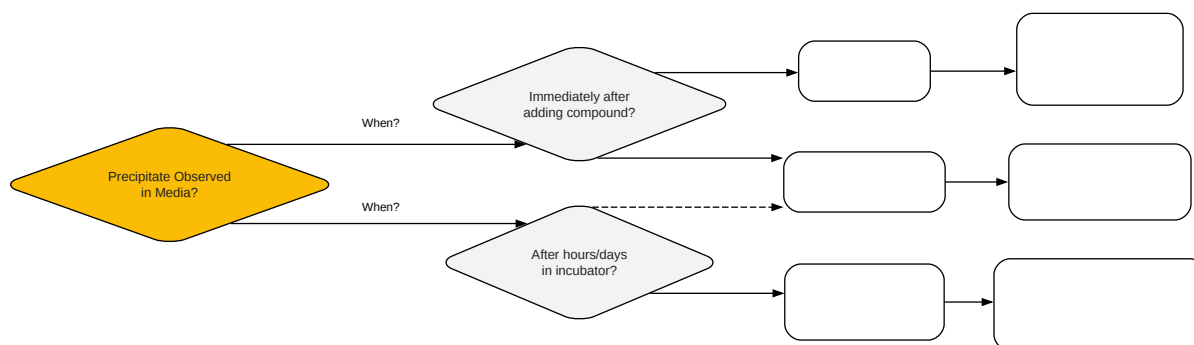 Precipitate Observed
in Media?
When?
Immediately after
adding compound?
When?
After hours/days
in incubator?